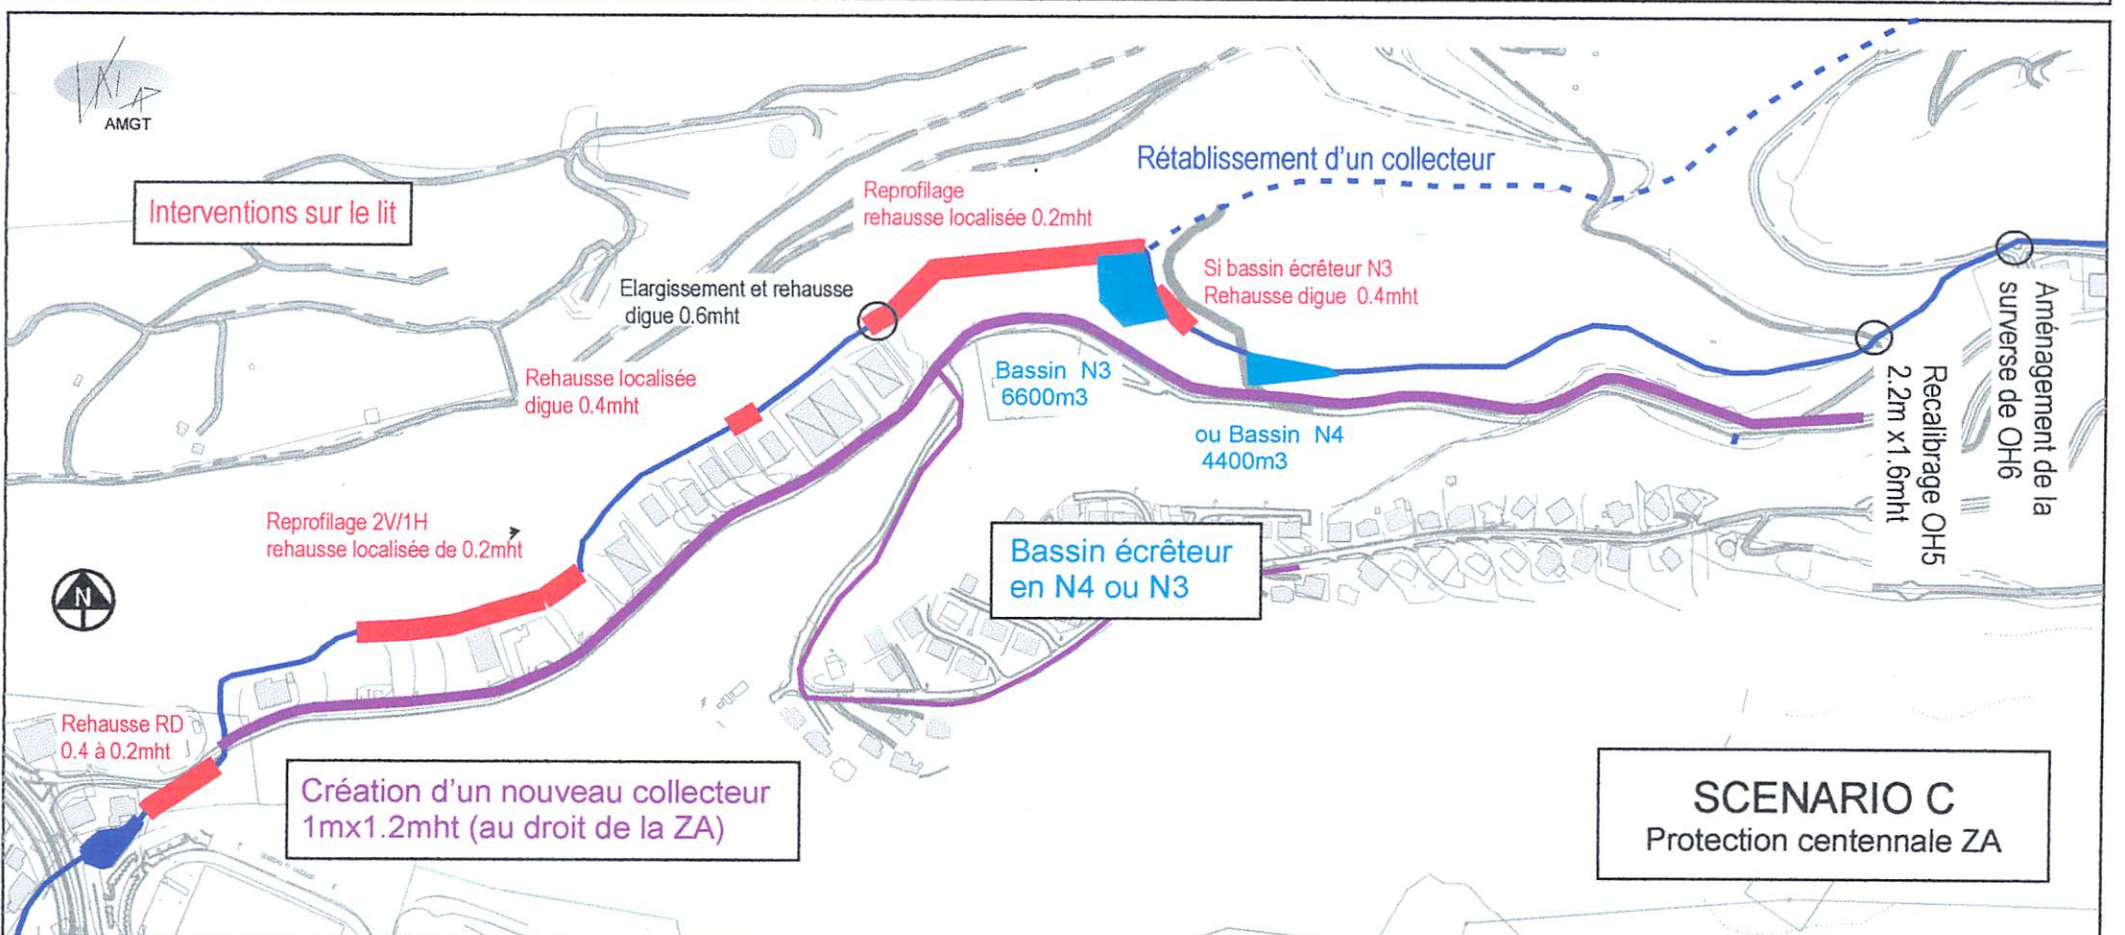 AMGT
Interventions sur le lit
Reprofilage
rehausse localisée 0.2mht
Rétablissement d'un collecteur
Elargissement et rehausse
digue 0.6mht
Si bassin écrêteur N3
Rehausse digue 0.4mht
Aménagement de la
surverse de OH6
Recalibrage OH5
2.2m x1.6mht
Rehausse localisée
digue 0.4mht
Bassin N3
6600m3
ou Bassin N4
4400m3
Reprofilage 2V/1H
rehausse localisée de 0.2mht
Bassin écrêteur
en N4 ou N3
N
Rehausse RD
0.4 à 0.2mht
Création d'un nouveau collecteur
1mx1.2mht (au droit de la ZA)
SCENARIO C
Protection centennale ZA